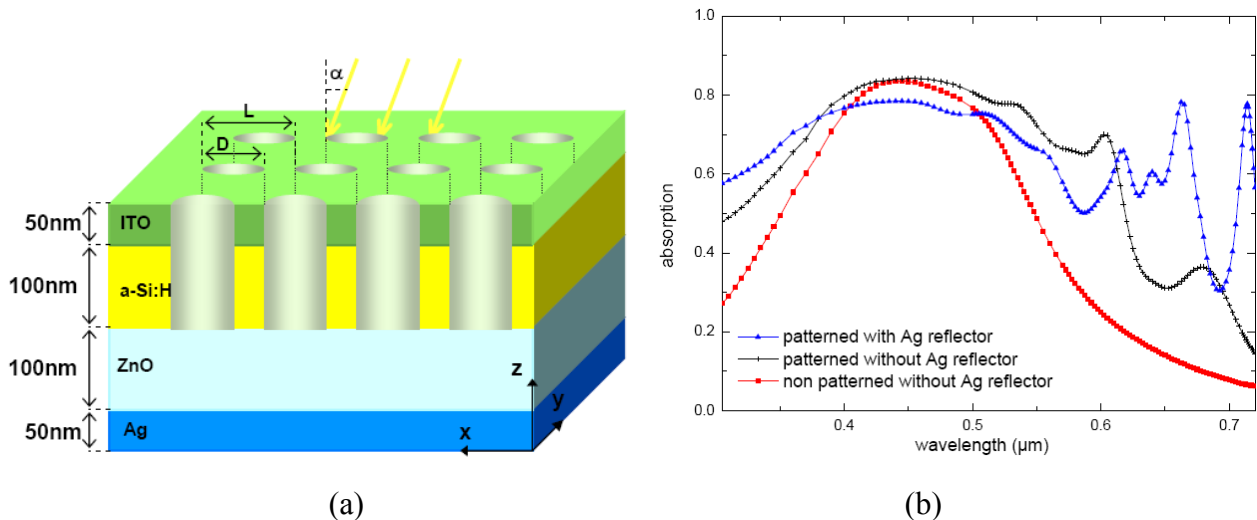 α
L
D
50nm
ITO
100nm
a-Si:H
100nm
ZnO
z
y
50nm
Ag
x
(a)
absorption
1.0
0.8
0.6
0.4
0.2
0.0
patterned with Ag reflector
patterned without Ag reflector
non patterned without Ag reflector
0.4 0.5 0.6 0.7
wavelength (µm)
(b)